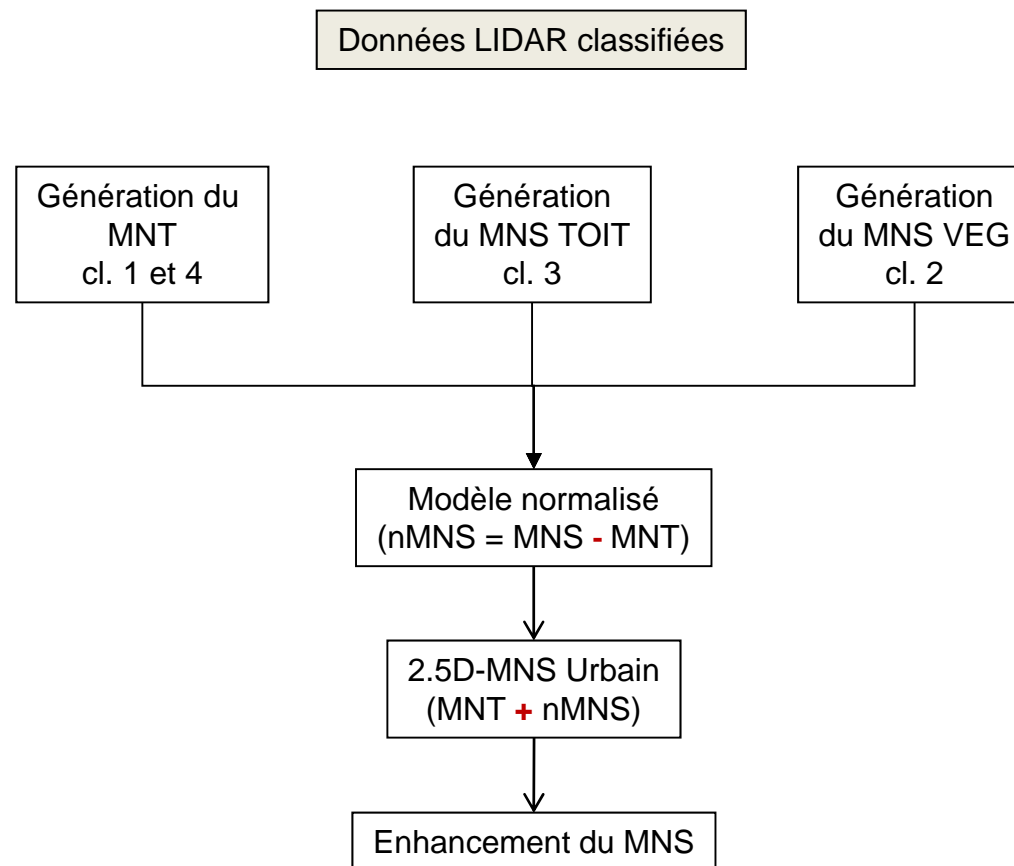 Données LIDAR classifiées
Génération du
MNT
cl. 1 et 4
Génération
du MNS TOIT
cl. 3
Génération
du MNS VEG
cl. 2
Modèle normalisé
(nMNS = MNS - MNT)
2.5D-MNS Urbain
(MNT + nMNS)
Enhancement du MNS